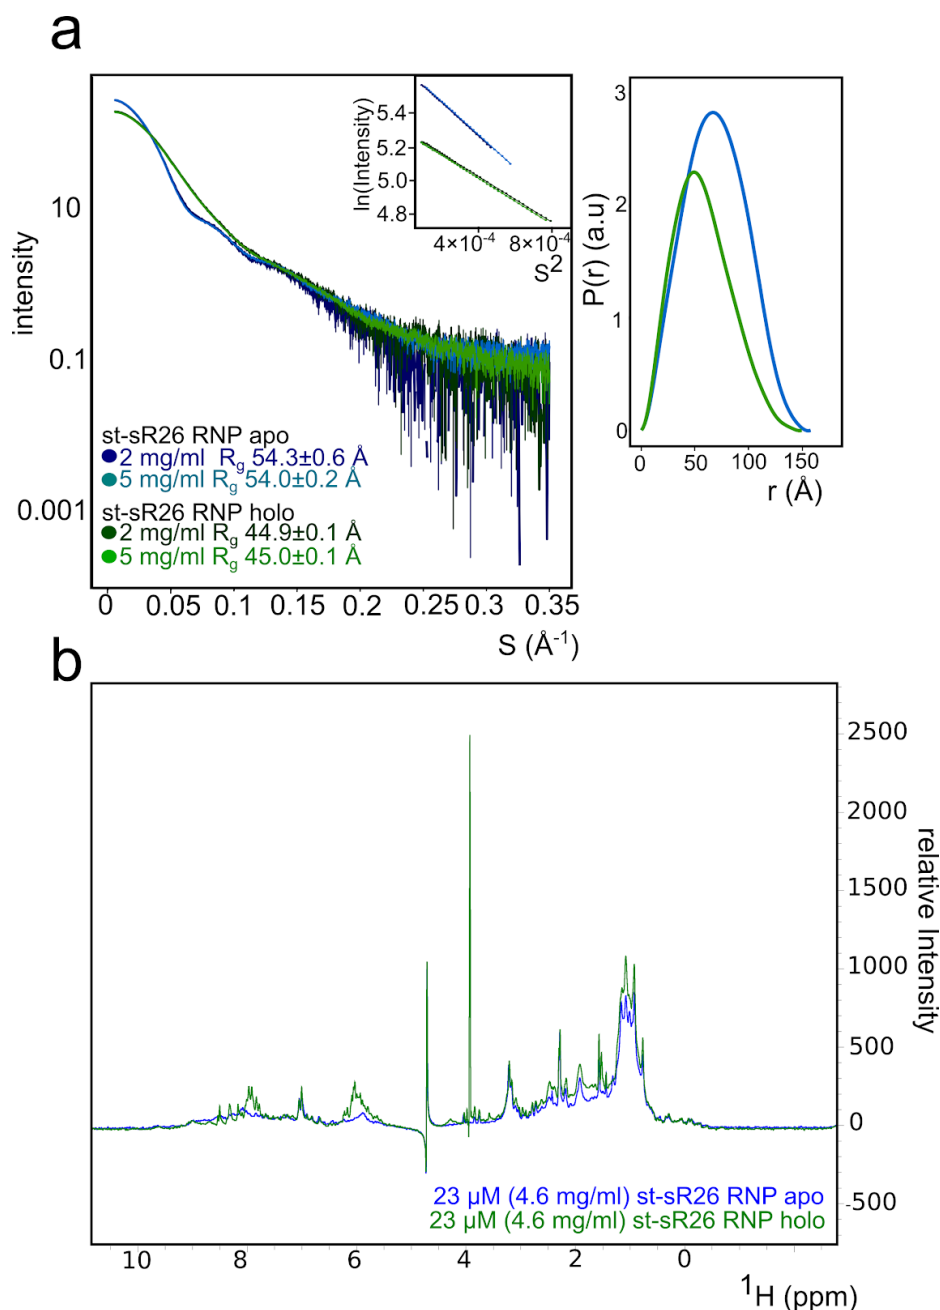 a
intensity
10
0.1
0.001
ln(Intensity)
5.4
5.2
5.0
4.8
4×10⁻⁴ 8×10⁻⁴
S²
st-sR26 RNP apo
2 mg/ml R_g 54.3±0.6 Å
5 mg/ml R_g 54.0±0.2 Å
st-sR26 RNP holo
2 mg/ml R_g 44.9±0.1 Å
5 mg/ml R_g 45.0±0.1 Å
0 0.05 0.1 0.15 0.2 0.25 0.3 0.35
S (Å⁻¹)
P(r) (a.u)
3
2
1
0
0 50 100 150
r (Å)
b
2500
2000
1500
1000
500
0
-500
relative Intensity
23 µM (4.6 mg/ml) st-sR26 RNP apo
23 µM (4.6 mg/ml) st-sR26 RNP holo
10 8 6 4 2 0
¹H (ppm)